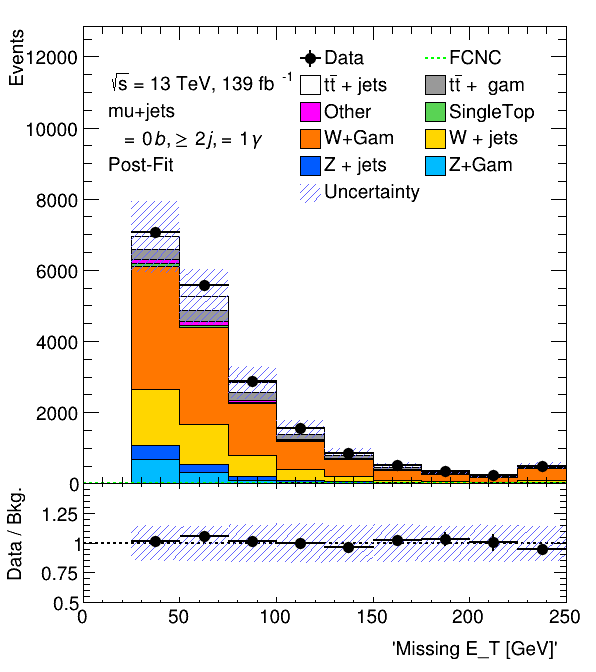 Events
12000
10000
8000
6000
4000
2000
0
√s = 13 TeV, 139 fb⁻¹
mu+jets
= 0b, ≥ 2j, = 1γ
Post-Fit
Data
FCNC
tt̄ + jets
tt̄ + gam
Other
SingleTop
W+Gam
W + jets
Z + jets
Z+Gam
Uncertainty
Data / Bkg.
1.25
1
0.75
0.5
0 50 100 150 200 250
'Missing E_T [GeV]'